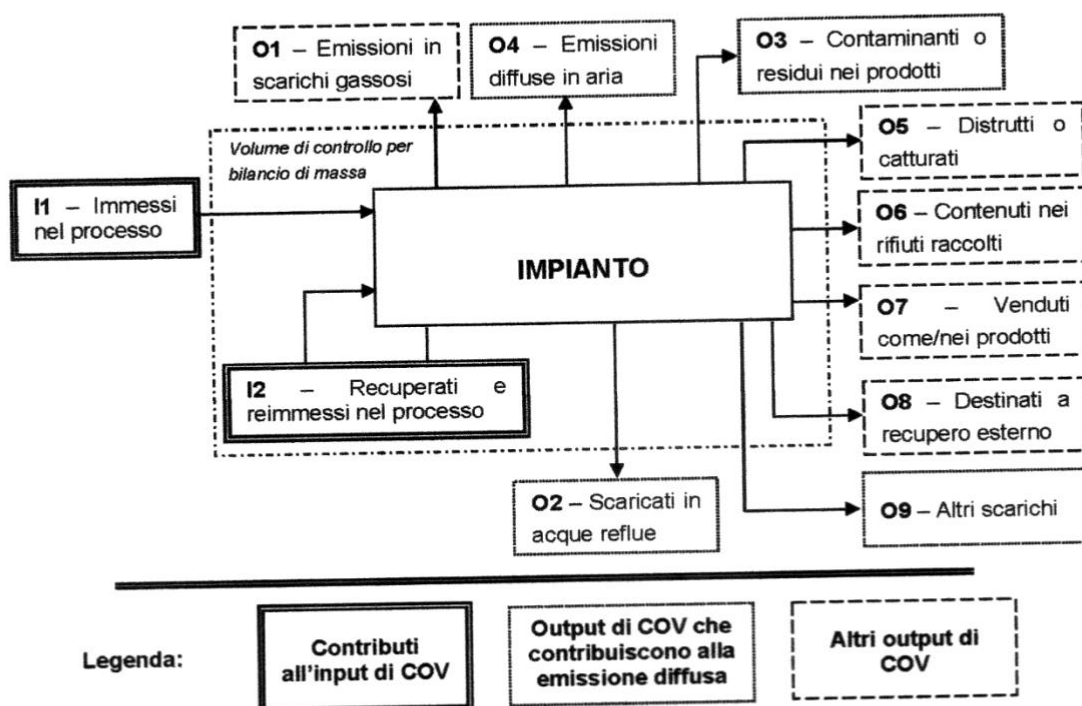 O1 – Emissioni in
scarichi gassosi
O4 – Emissioni
diffuse in aria
O3 – Contaminanti o
residui nei prodotti
Volume di controllo per
bilancio di massa
O5 – Distrutti o
catturati
I1 – Immessi
nel processo
O6 – Contenuti nei
rifiuti raccolti
IMPIANTO
O7 – Venduti
come/nei prodotti
I2 – Recuperati e
reimmessi nel processo
O8 – Destinati a
recupero esterno
O2 – Scaricati in
acque reflue
O9 – Altri scarichi
Legenda:
Contributi
all'input di COV
Output di COV che
contribuiscono alla
emissione diffusa
Altri output di
COV